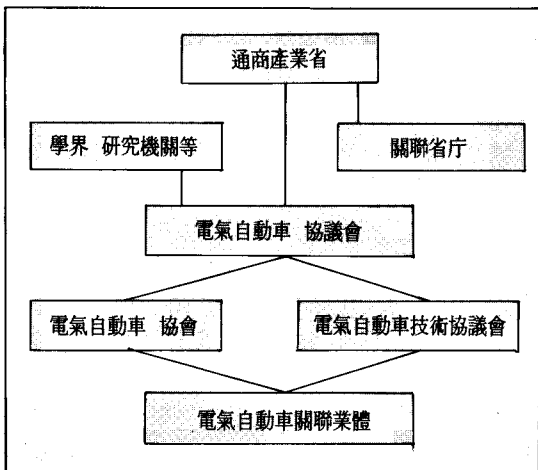 通商產業省
學界 研究機關等
關聯省庁
電氣自動車 協議會
電氣自動車 協會
電氣自動車技術協議會
電氣自動車關聯業體